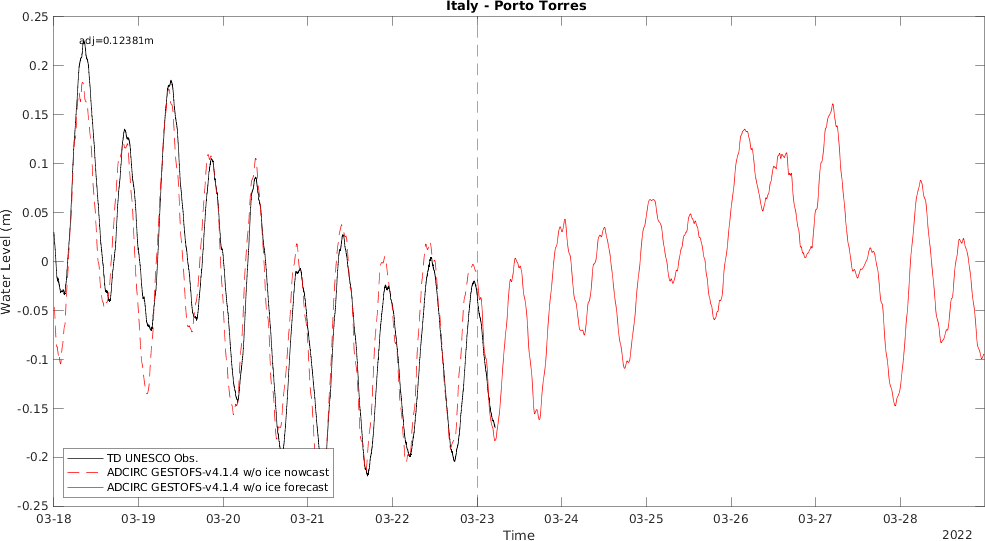 Italy - Porto Torres
adj=0.12381m
0.25
0.2
0.15
0.1
0.05
0
-0.05
-0.1
-0.15
-0.2
-0.25
Water Level (m)
TD UNESCO Obs.
ADCIRC GESTOFS-v4.1.4 w/o ice nowcast
ADCIRC GESTOFS-v4.1.4 w/o ice forecast
03-18 03-19 03-20 03-21 03-22 03-23 03-24 03-25 03-26 03-27 03-28
Time
2022